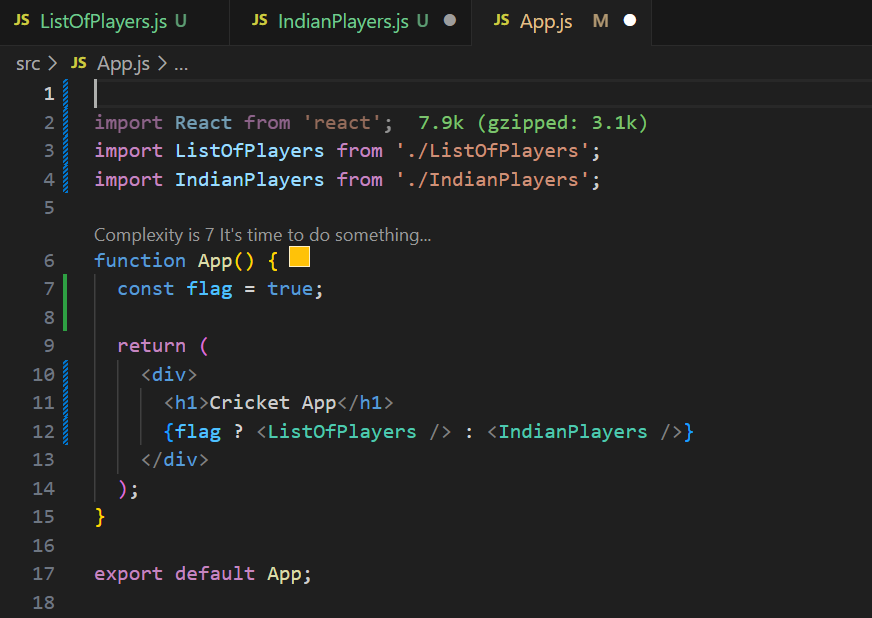 JS ListOfPlayers.js U JS IndianPlayers.js U JS App.js M
src > JS App.js > ...
1
2 import React from 'react'; 7.9k (gzipped: 3.1k)
3 import ListOfPlayers from './ListOfPlayers';
4 import IndianPlayers from './IndianPlayers';
5
Complexity is 7 It's time to do something...
6 function App() {
7 const flag = true;
8
9 return (
10 <div>
11 <h1>Cricket App</h1>
12 {flag ? <ListOfPlayers /> : <IndianPlayers />}
13 </div>
14 );
15 }
16
17 export default App;
18